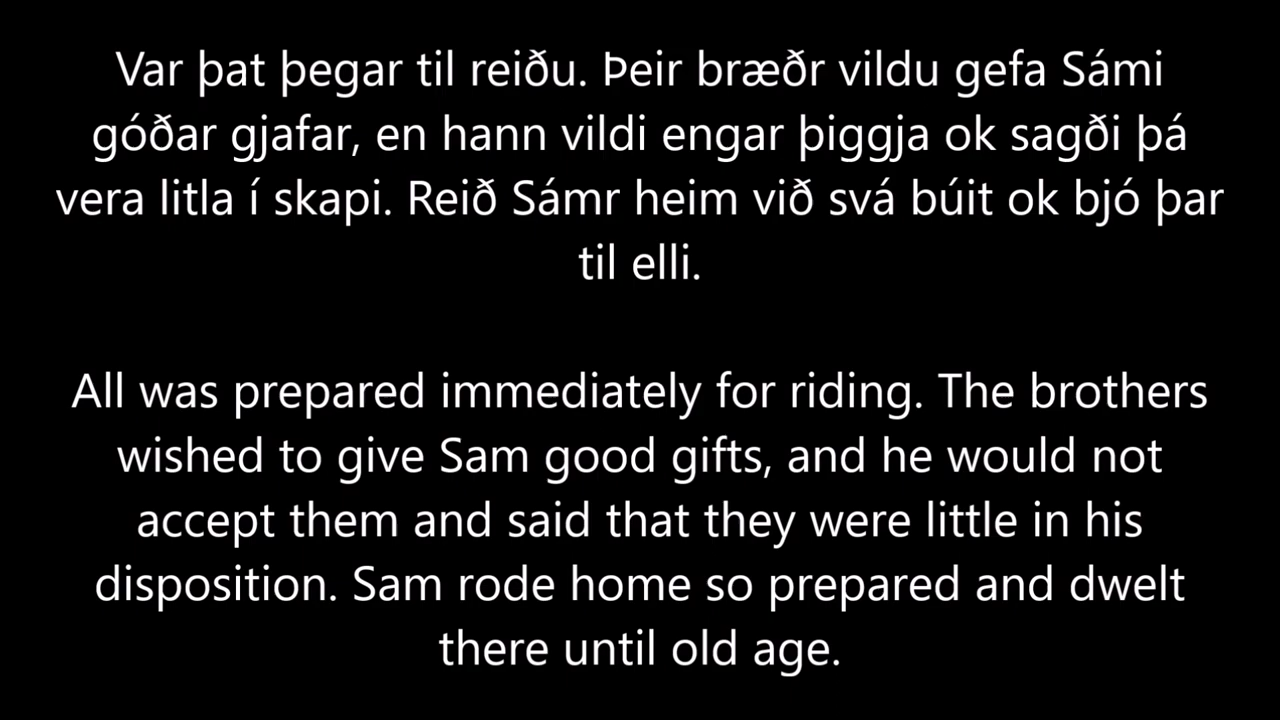 Var þat þegar til reiðu. Þeir bræðr vildu gefa Sámi
góðar gjafar, en hann vildi engar þiggja ok sagði þá
vera litla í skapi. Reið Sámr heim við svá búit ok bjó þar
til elli.
All was prepared immediately for riding. The brothers
wished to give Sam good gifts, and he would not
accept them and said that they were little in his
disposition. Sam rode home so prepared and dwelt
there until old age.